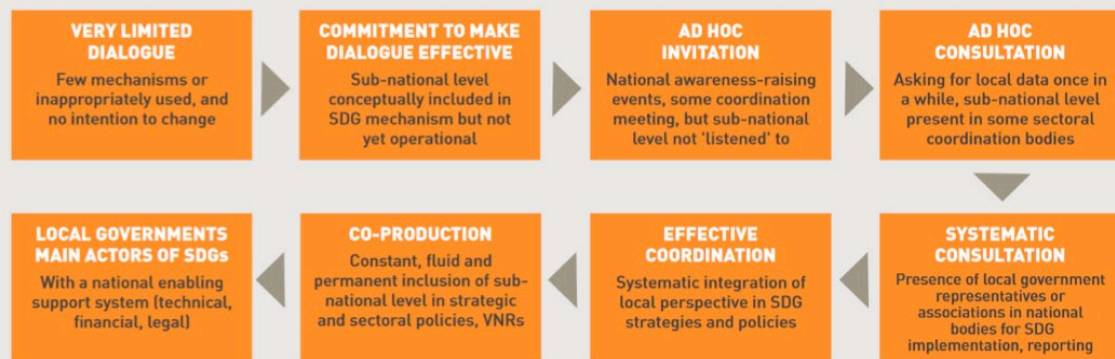 VERY LIMITED
DIALOGUE
Few mechanisms or
inappropriately used, and
no intention to change
COMMITMENT TO MAKE
DIALOGUE EFFECTIVE
Sub-national level
conceptually included in
SDG mechanism but not
yet operational
AD HOC
INVITATION
National awareness-raising
events, some coordination
meeting, but sub-national
level not 'listened' to
AD HOC
CONSULTATION
Asking for local data once in
a while, sub-national level
present in some sectoral
coordination bodies
SYSTEMATIC
CONSULTATION
Presence of local government
representatives or
associations in national
bodies for SDG
implementation, reporting
EFFECTIVE
COORDINATION
Systematic integration of
local perspective in SDG
strategies and policies
CO-PRODUCTION
Constant, fluid and
permanent inclusion of sub-
national level in strategic
and sectoral policies, VNRs
LOCAL GOVERNMENTS
MAIN ACTORS OF SDGs
With a national enabling
support system (technical,
financial, legal)